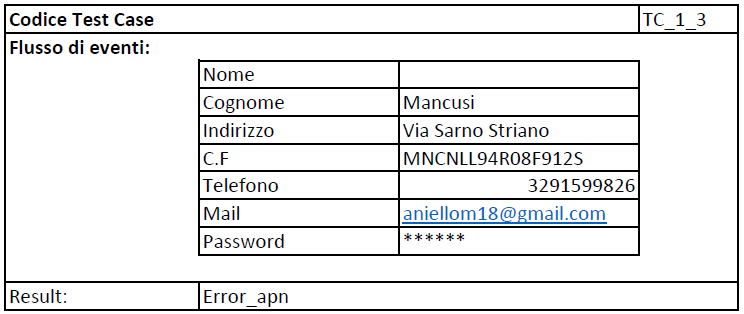 Codice Test Case TC_1_3
Flusso di eventi:
Nome
Cognome Mancusi
Indirizzo Via Sarno Striano
C.F MNCNLL94R08F912S
Telefono 3291599826
Mail aniellom18@gmail.com
Password ******
Result: Error_apn